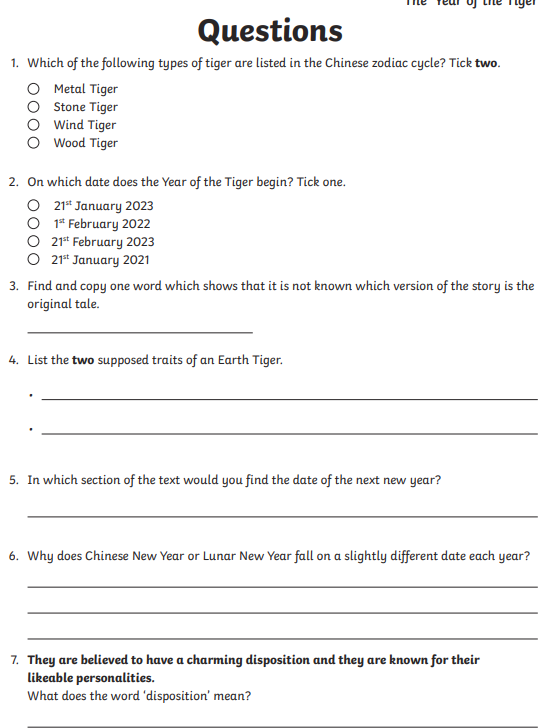 The Year of the Tiger
Questions
1. Which of the following types of tiger are listed in the Chinese zodiac cycle? Tick two.
Metal Tiger
Stone Tiger
Wind Tiger
Wood Tiger
2. On which date does the Year of the Tiger begin? Tick one.
21st January 2023
1st February 2022
21st February 2023
21st January 2021
3. Find and copy one word which shows that it is not known which version of the story is the
original tale.
4. List the two supposed traits of an Earth Tiger.
•
•
5. In which section of the text would you find the date of the next new year?
6. Why does Chinese New Year or Lunar New Year fall on a slightly different date each year?
7. They are believed to have a charming disposition and they are known for their
likeable personalities.
What does the word ‘disposition’ mean?